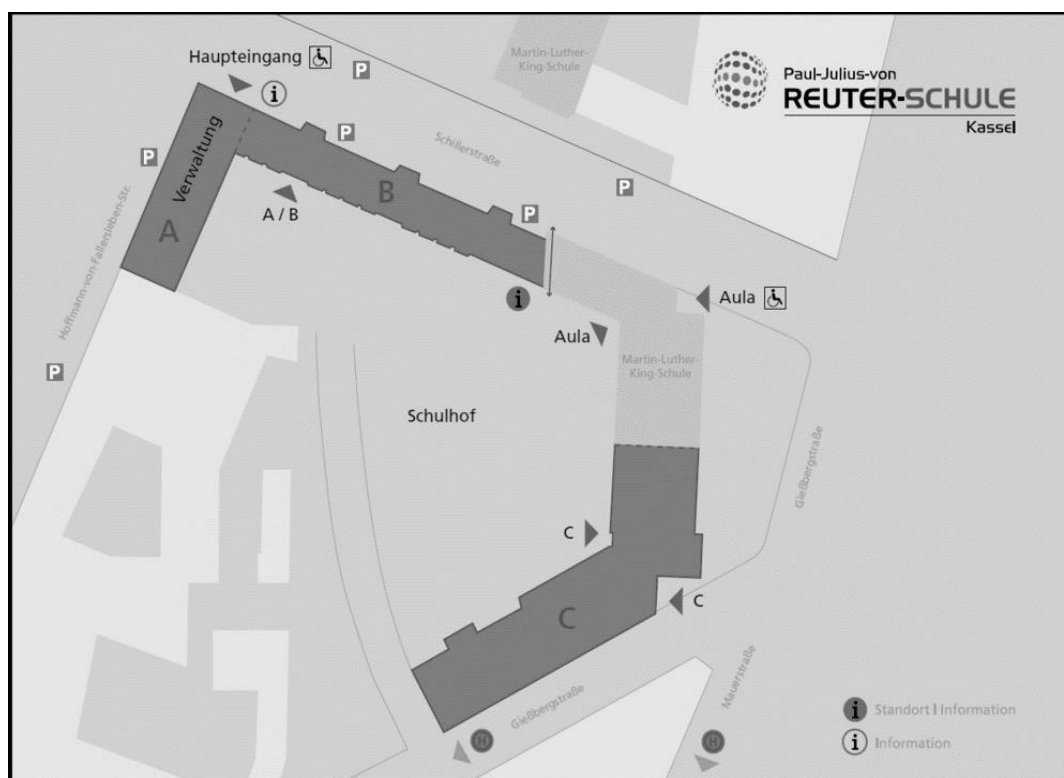 Haupteingang
Martin-Luther-
King-Schule
Paul-Julius-von
REUTER-SCHULE
Kassel
P
i
P
P
Schillerstraße
Verwaltung
P
B
A / B
A
P
Hoffmann-von-Fallersleben-Str.
i
Aula
Aula
Martin-Luther-
King-Schule
P
Schulhof
Gießbergstraße
C
C
C
Gießbergstraße
Mauerstraße
H
H
i Standort I Information
i Information